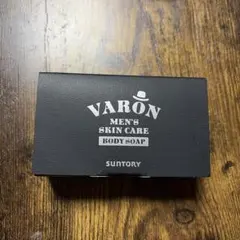 VARON
MEN'S
SKIN CARE
BODY SOAP
SUNTORY